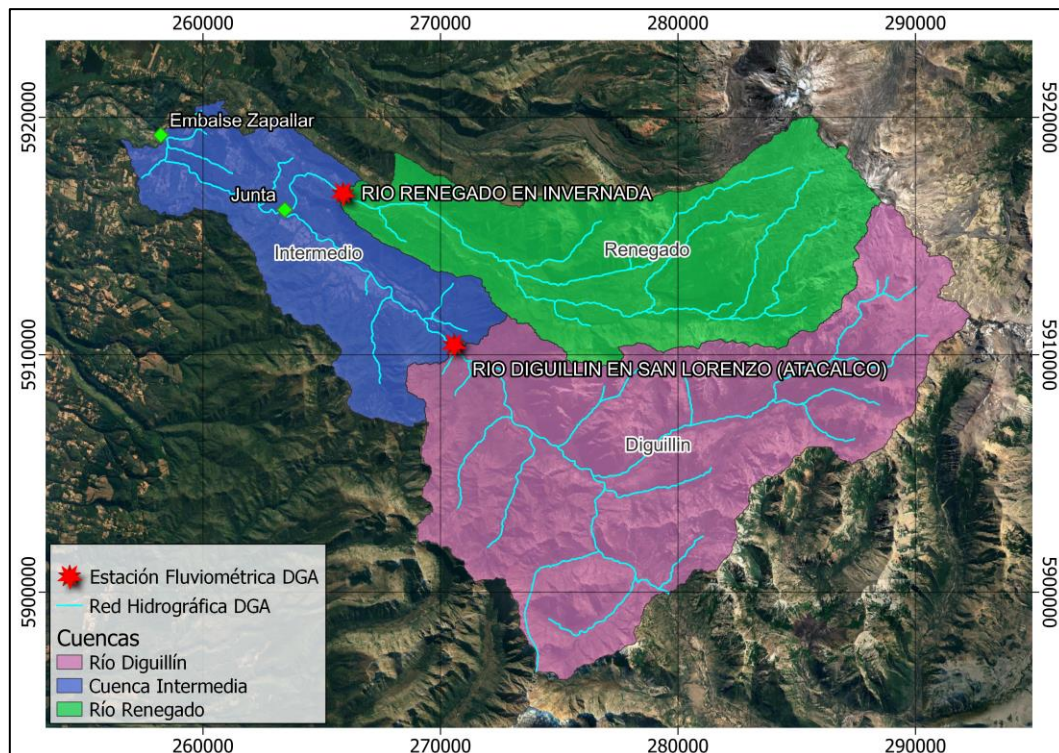 260000
270000
280000
290000
5920000
5920000
Embalse Zapallar
RIO RENEGADO EN INVERNADA
Junta
Intermedio
Renegado
5910000
5910000
RIO DIGUILLIN EN SAN LORENZO (ATACALCO)
Diguillin
5900000
5900000
Estación Fluviométrica DGA
Red Hidrográfica DGA
Cuencas
Río Diguillín
Cuenca Intermedia
Río Renegado
260000
270000
280000
290000